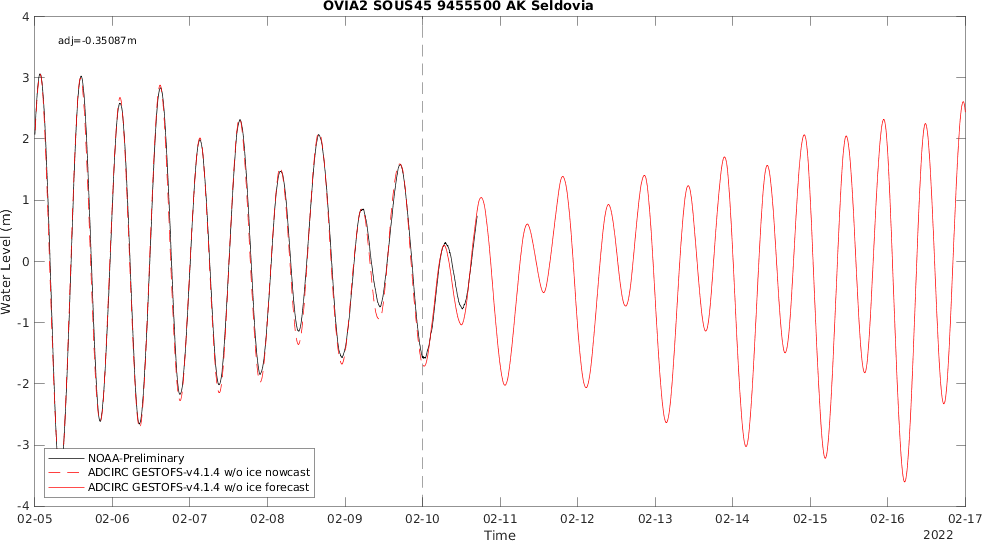 OVIA2 SOUS45 9455500 AK Seldovia
adj=-0.35087m
4
3
2
1
0
-1
-2
-3
-4
Water Level (m)
NOAA-Preliminary
ADCIRC GESTOFS-v4.1.4 w/o ice nowcast
ADCIRC GESTOFS-v4.1.4 w/o ice forecast
02-05 02-06 02-07 02-08 02-09 02-10 02-11 02-12 02-13 02-14 02-15 02-16 02-17
Time
2022